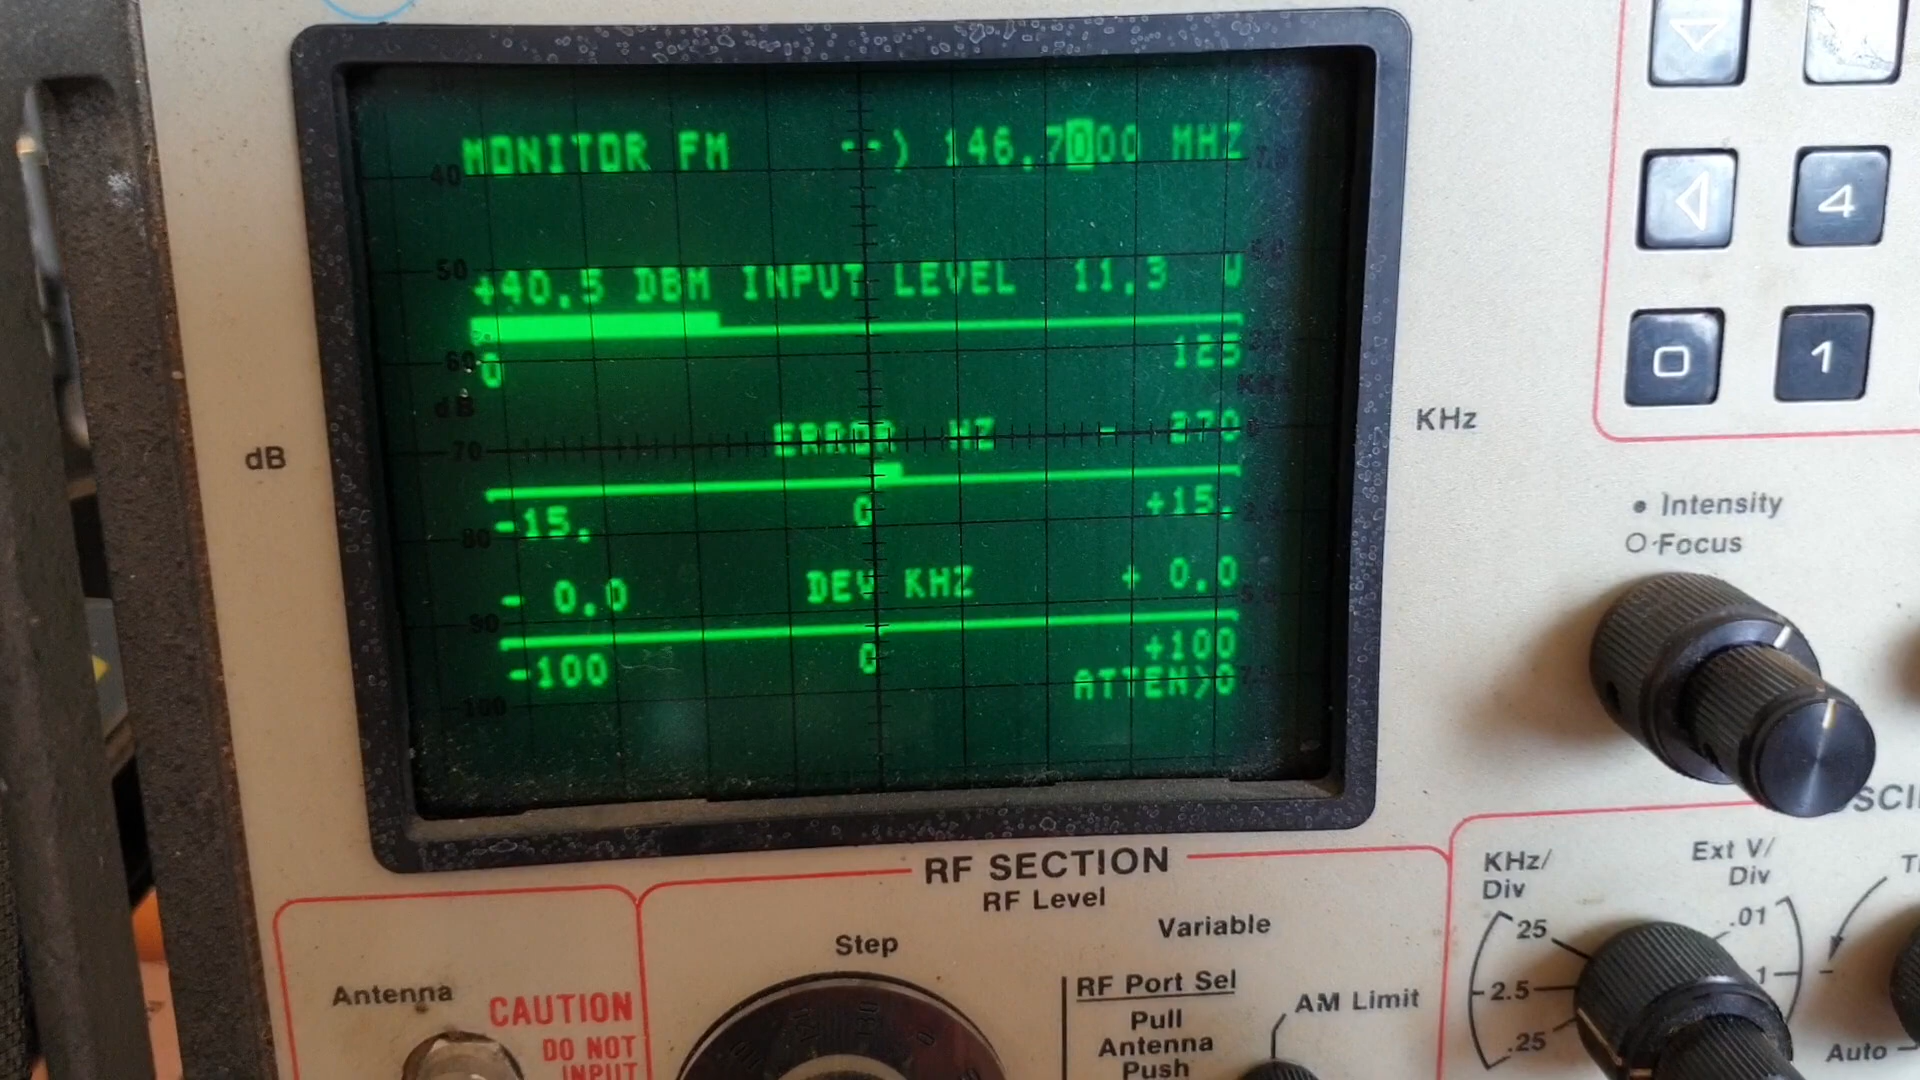 MONITOR FM --) 146.7000 MHZ
40
50
+40.5 DBM INPUT LEVEL 11.3 W
0 125
60
dB
ERROR HZ - 270
70
-15. 0 +15.
80
- 0.0 DEV KHZ + 0.0
90
-100 0 +100
ATTEN>0
100
dB
KHz
4
0
1
Intensity
Focus
RF SECTION
RF Level
Step
Variable
Antenna
CAUTION
DO NOT
INPUT
RF Port Sel
Pull
Antenna
Push
AM Limit
KHz/
Div
Ext V/
Div
25
2.5
.25
.01
.1
Auto